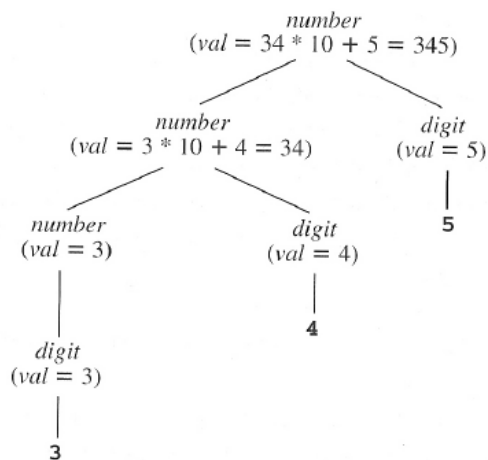 number
(val = 34 * 10 + 5 = 345)
number
(val = 3 * 10 + 4 = 34)
digit
(val = 5)
5
number
(val = 3)
digit
(val = 4)
4
digit
(val = 3)
3